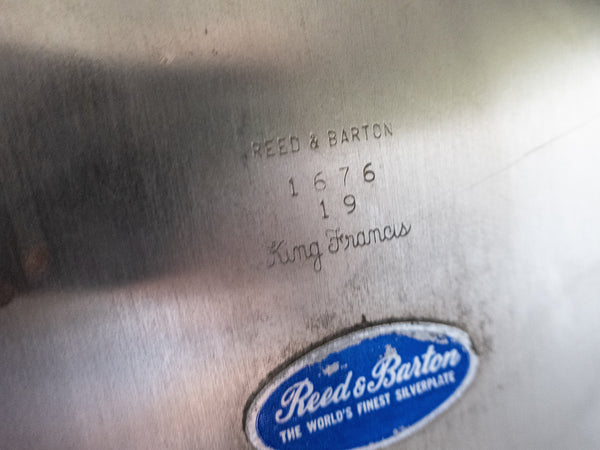 REED & BARTON
1676
19
King Francis
Reed & Barton
THE WORLD'S FINEST SILVERPLATE